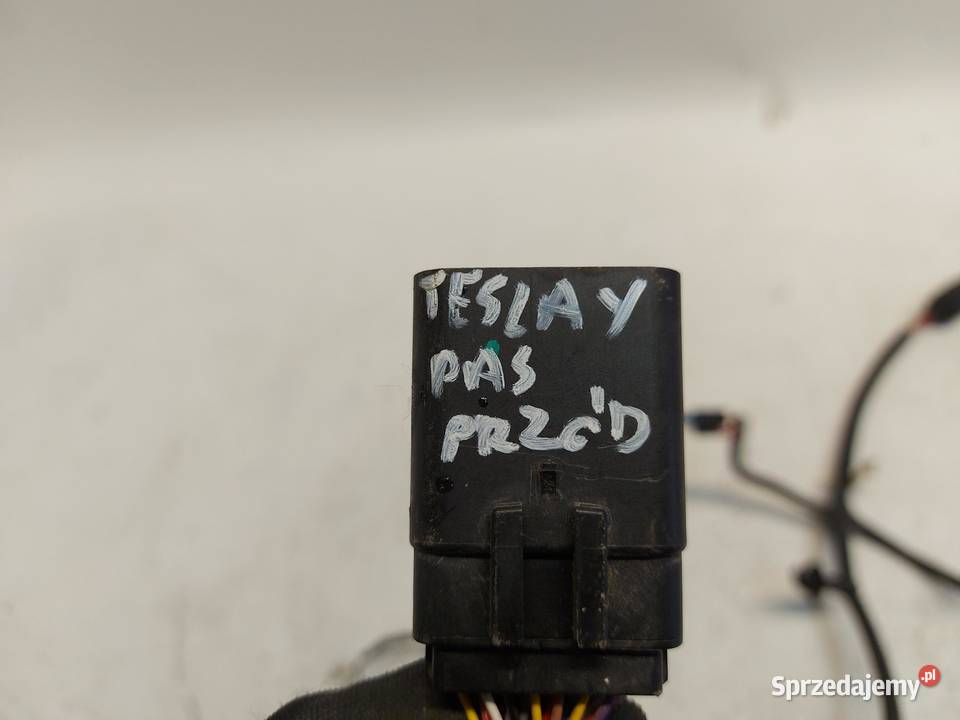 TESLA Y
PAS
PRZÓD
Sprzedajemy.pl